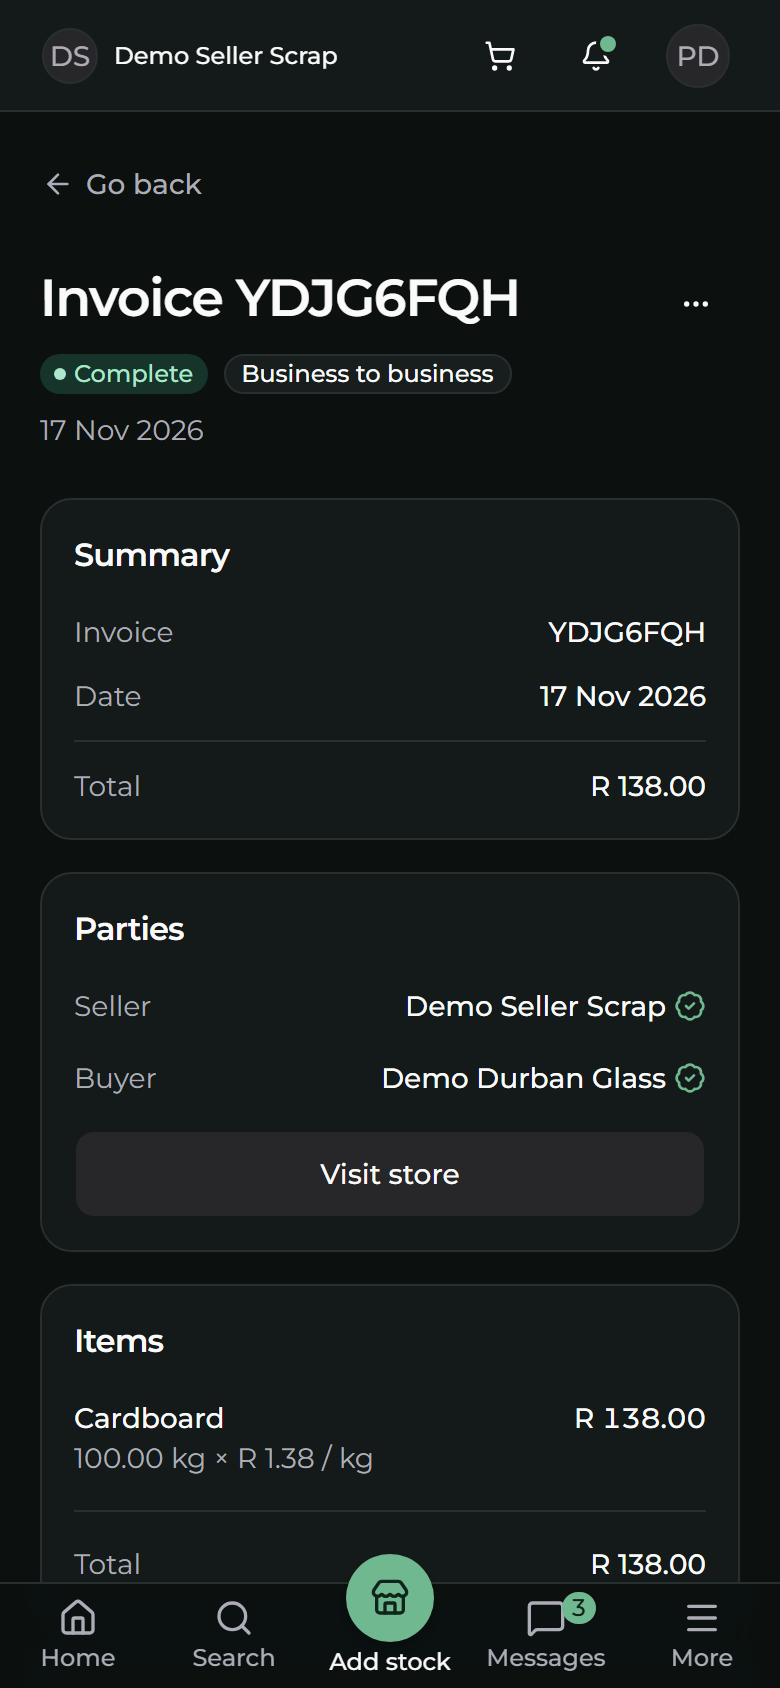 DS Demo Seller Scrap PD
Go back
Invoice YDJG6FQH
Complete Business to business
17 Nov 2026
Summary
Invoice YDJG6FQH
Date 17 Nov 2026
Total R 138.00
Parties
Seller Demo Seller Scrap
Buyer Demo Durban Glass
Visit store
Items
Cardboard R 138.00
100.00 kg × R 1.38 / kg
Total R 138.00
3
Home Search Add stock Messages More